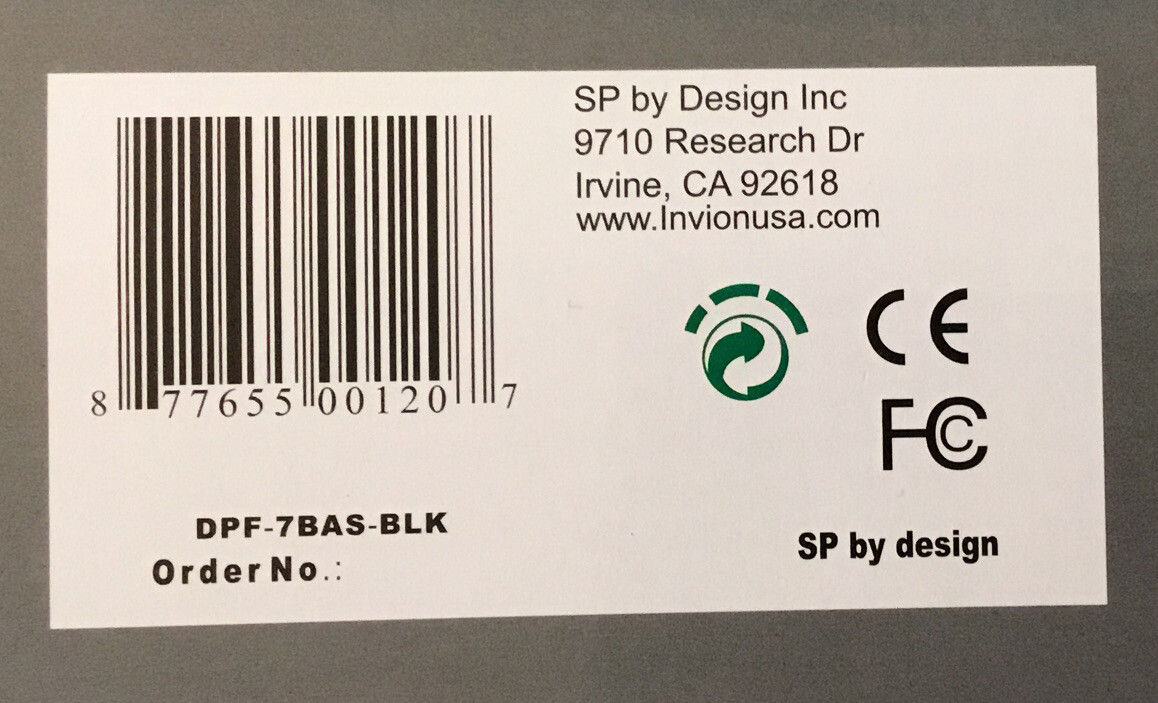 SP by Design Inc
9710 Research Dr
Irvine, CA 92618
www.Invionusa.com
8 77655 00120 7
CE
FC
DPF-7BAS-BLK
Order No.:
SP by design